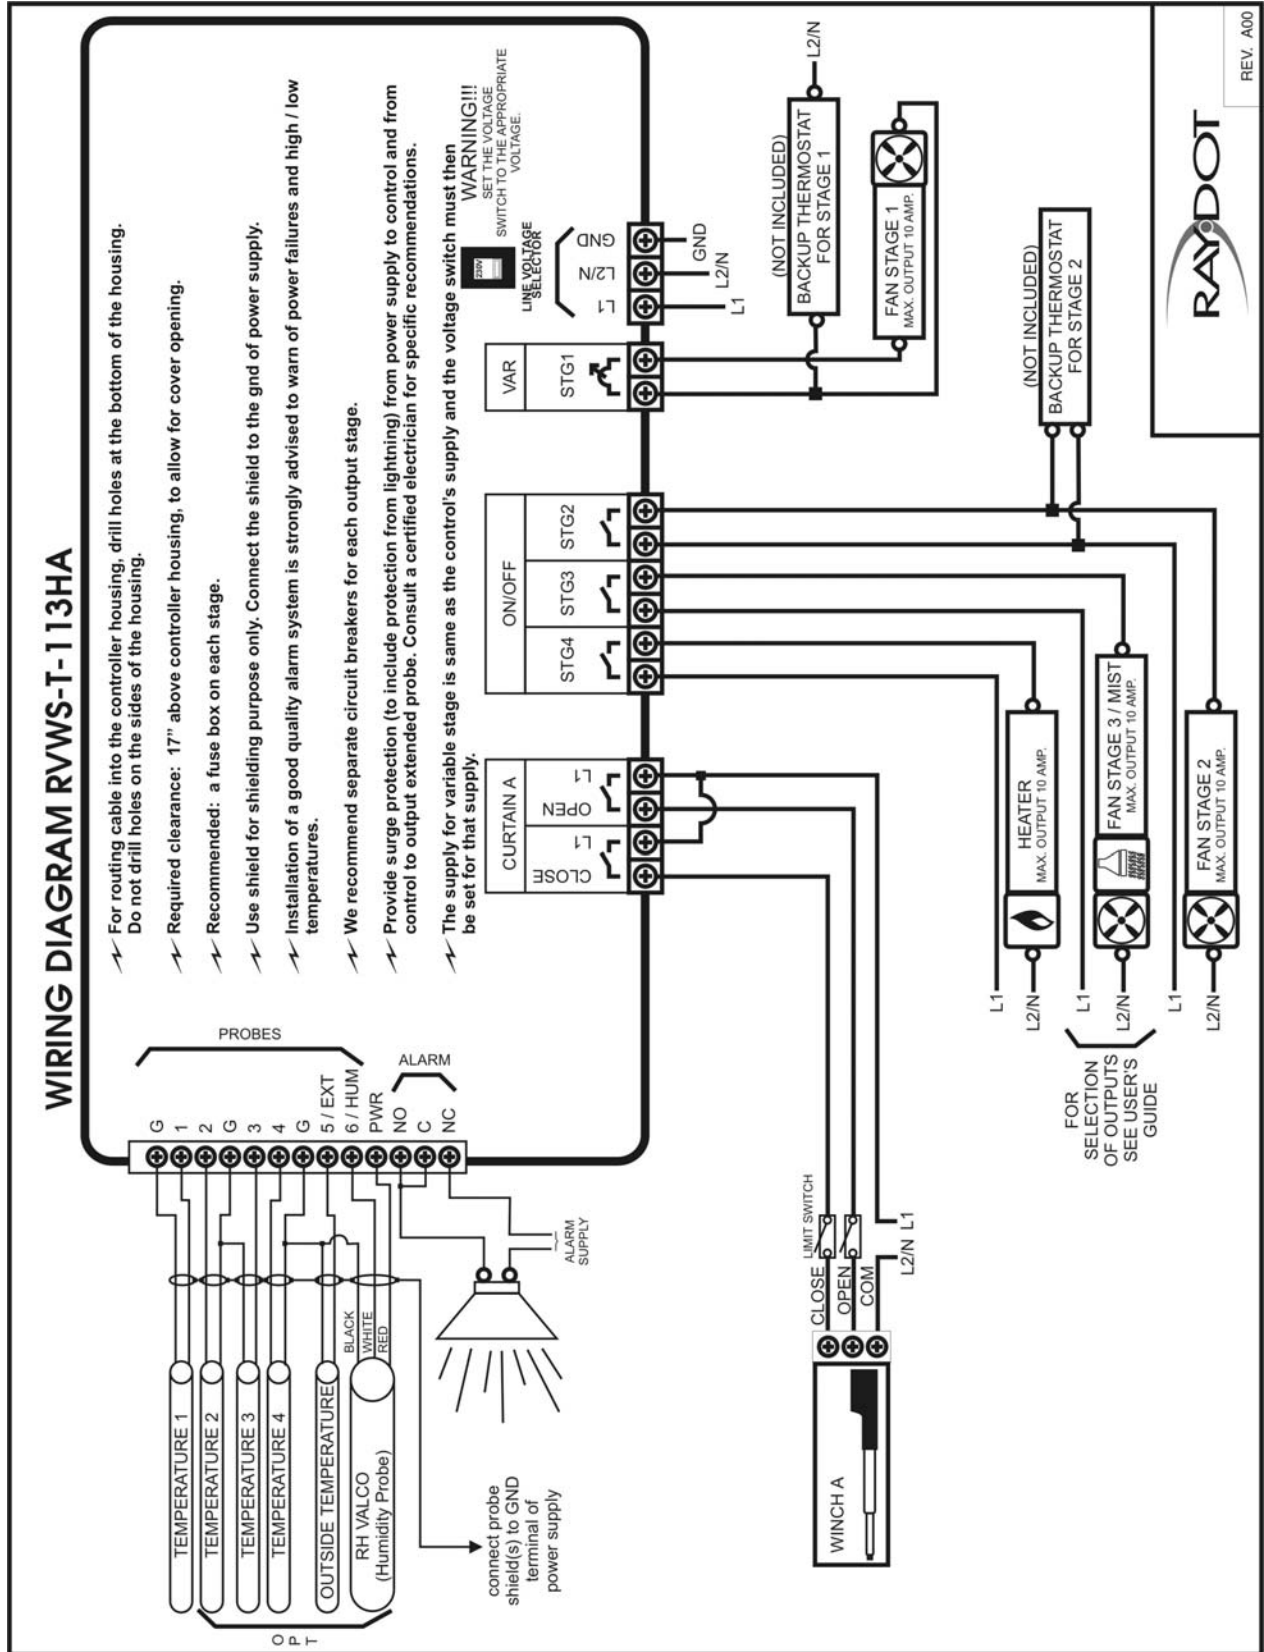 WIRING DIAGRAM RVWS-T-113HA
For routing cable into the controller housing, drill holes at the bottom of the housing.
Do not drill holes on the sides of the housing.
Required clearance: 17" above controller housing, to allow for cover opening.
Recommended: a fuse box on each stage.
Use shield for shielding purpose only. Connect the shield to the gnd of power supply.
Installation of a good quality alarm system is strongly advised to warn of power failures and high / low
temperatures.
We recommend separate circuit breakers for each output stage.
Provide surge protection (to include protection from lightning) from power supply to control and from
control to output extended probe. Consult a certified electrician for specific recommendations.
The supply for variable stage is same as the control's supply and the voltage switch must then
be set for that supply.
WARNING!!!
SET THE VOLTAGE
SWITCH TO THE APPROPRIATE
VOLTAGE.
230V
LINE VOLTAGE
SELECTOR
PROBES
G
1
2
G
3
4
G
5 / EXT
6 / HUM
PWR
ALARM
NO
C
NC
TEMPERATURE 1
TEMPERATURE 2
TEMPERATURE 3
TEMPERATURE 4
OUTSIDE TEMPERATURE
RH VALCO
(Humidity Probe)
O
P
T
BLACK
WHITE
RED
ALARM
SUPPLY
connect probe
shield(s) to GND
terminal of
power supply
CURTAIN A
CLOSE
L1
OPEN
L1
ON/OFF
STG4
STG3
STG2
VAR
STG1
L1
L2/N
GND
L1
L2/N
GND
LIMIT SWITCH
CLOSE
OPEN
COM
L2/N
L1
WINCH A
L1
L2/N
HEATER
MAX. OUTPUT 10 AMP.
L1
L2/N
FAN STAGE 3 / MIST
MAX. OUTPUT 10 AMP.
L1
L2/N
FAN STAGE 2
MAX. OUTPUT 10 AMP.
FOR
SELECTION
OF OUTPUTS
SEE USER'S
GUIDE
(NOT INCLUDED)
BACKUP THERMOSTAT
FOR STAGE 1
L2/N
FAN STAGE 1
MAX. OUTPUT 10 AMP.
(NOT INCLUDED)
BACKUP THERMOSTAT
FOR STAGE 2
RAYDOT
REV. A00